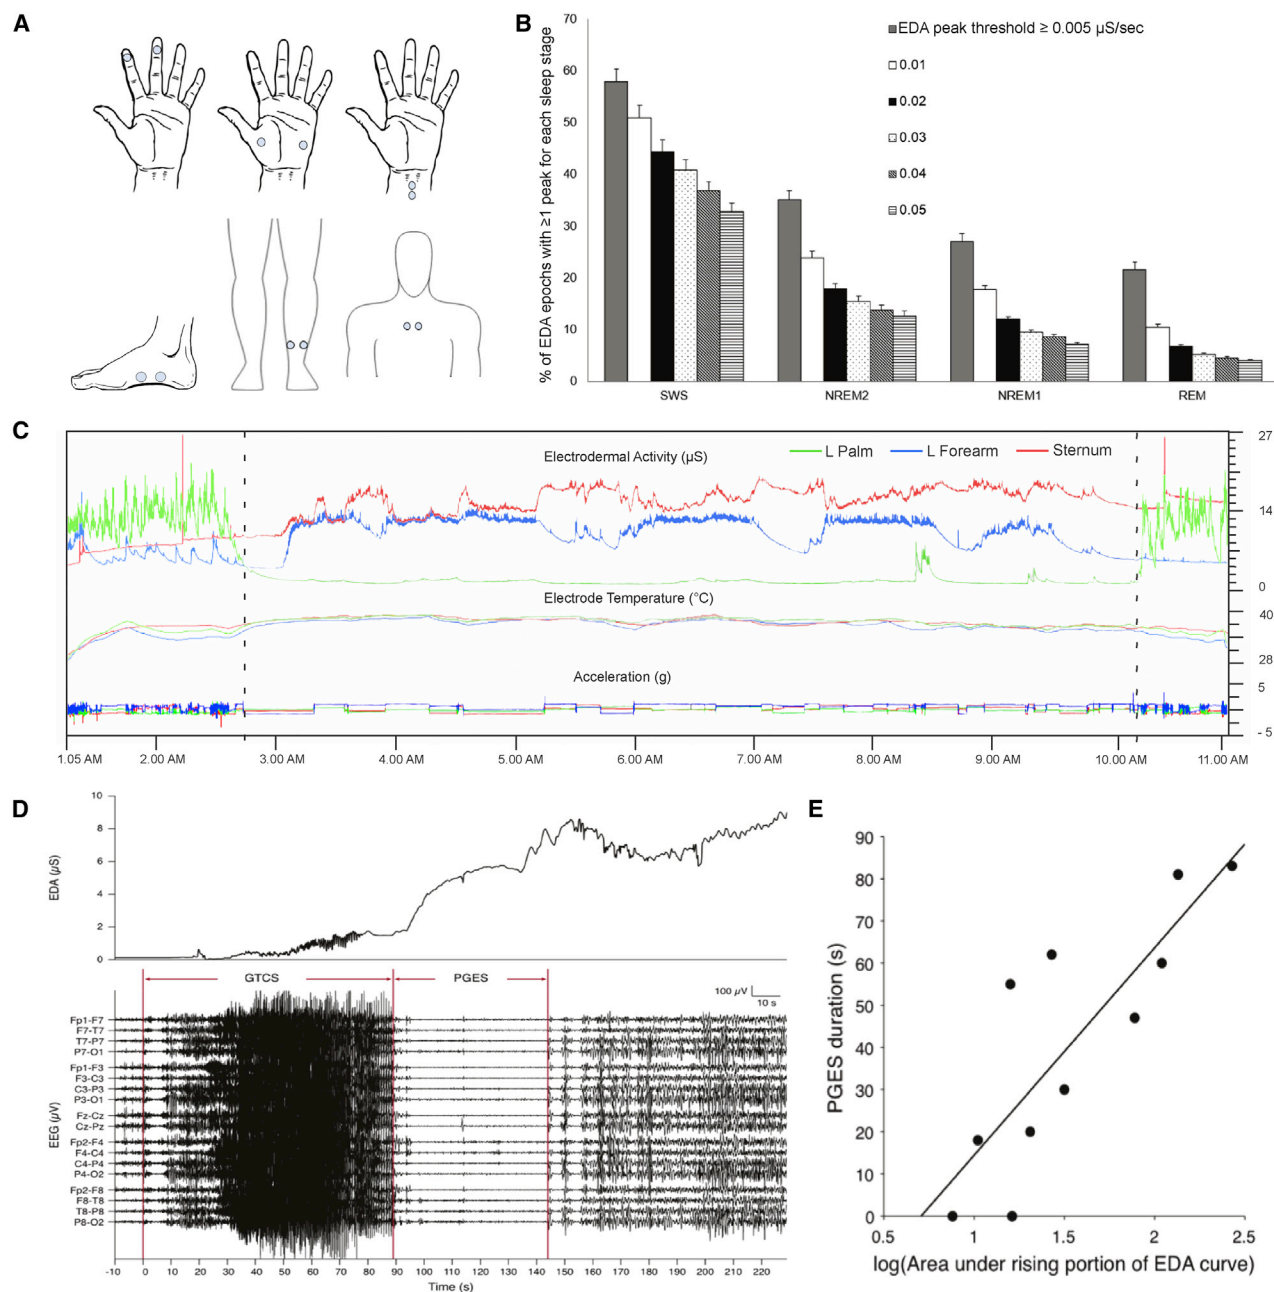 A
B
70
60
50
40
30
20
10
0
% of EDA epochs with ≥1 peak for each sleep stage
EDA peak threshold ≥ 0.005 µS/sec
0.01
0.02
0.03
0.04
0.05
SWS
NREM2
NREM1
REM
C
Electrodermal Activity (µS)
L Palm
L Forearm
Sternum
27
14
0
Electrode Temperature (°C)
40
28
Acceleration (g)
5
- 5
1.05 AM
2.00 AM
3.00 AM
4.00 AM
5.00 AM
6.00 AM
7.00 AM
8.00 AM
9.00 AM
10.00 AM
11.00 AM
D
10
8
6
4
2
0
EDA (µS)
GTCS
PGES
100 µV
10 s
EEG (µV)
Fp1-F7
F7-T7
T7-P7
P7-O1
Fp1-F3
F3-C3
C3-P3
P3-O1
Fz-Cz
Cz-Pz
Fp2-F4
F4-C4
C4-P4
P4-O2
Fp2-F8
F8-T8
T8-P8
P8-O2
-10 0 10 20 30 40 50 60 70 80 90 100 110 120 130 140 150 160 170 180 190 200 210 220
Time (s)
E
90
80
70
60
50
40
30
20
10
0
PGES duration (s)
0.5 1 1.5 2 2.5
log(Area under rising portion of EDA curve)